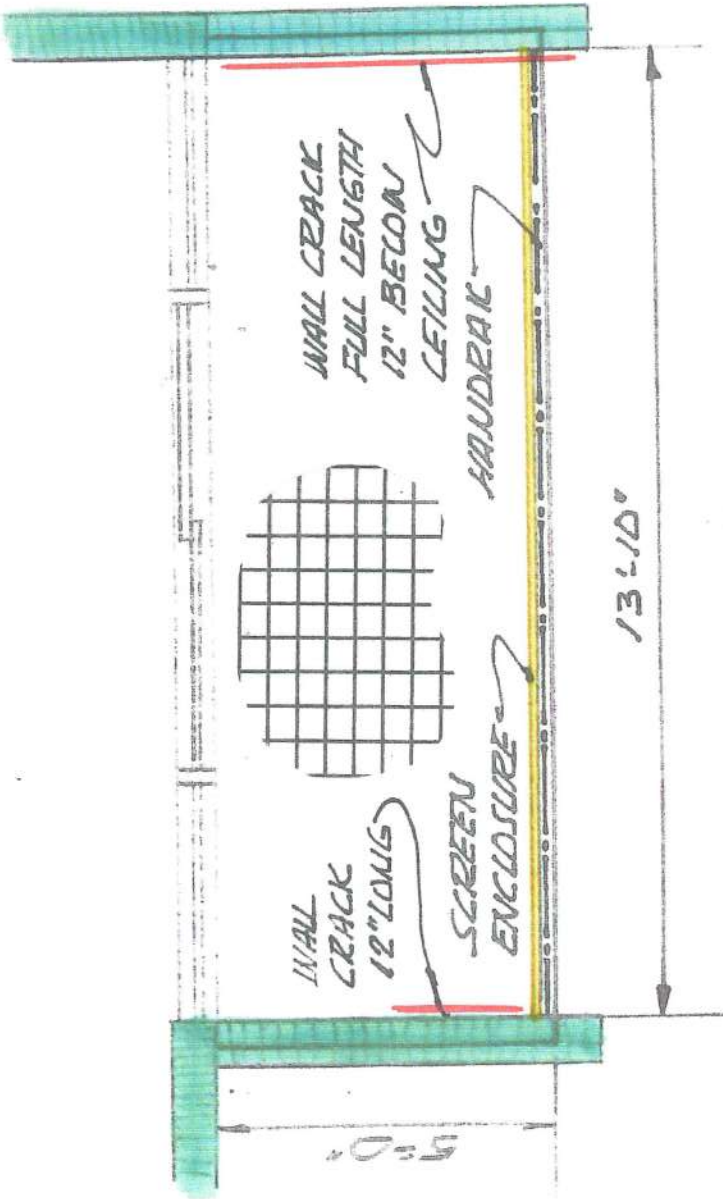 WALL
CRACK
12" LONG
WALL CRACK
FULL LENGTH
12" BELOW
CEILING
SCREEN
ENCLOSURE
HANDRAIL
5'-0"
13'-10"